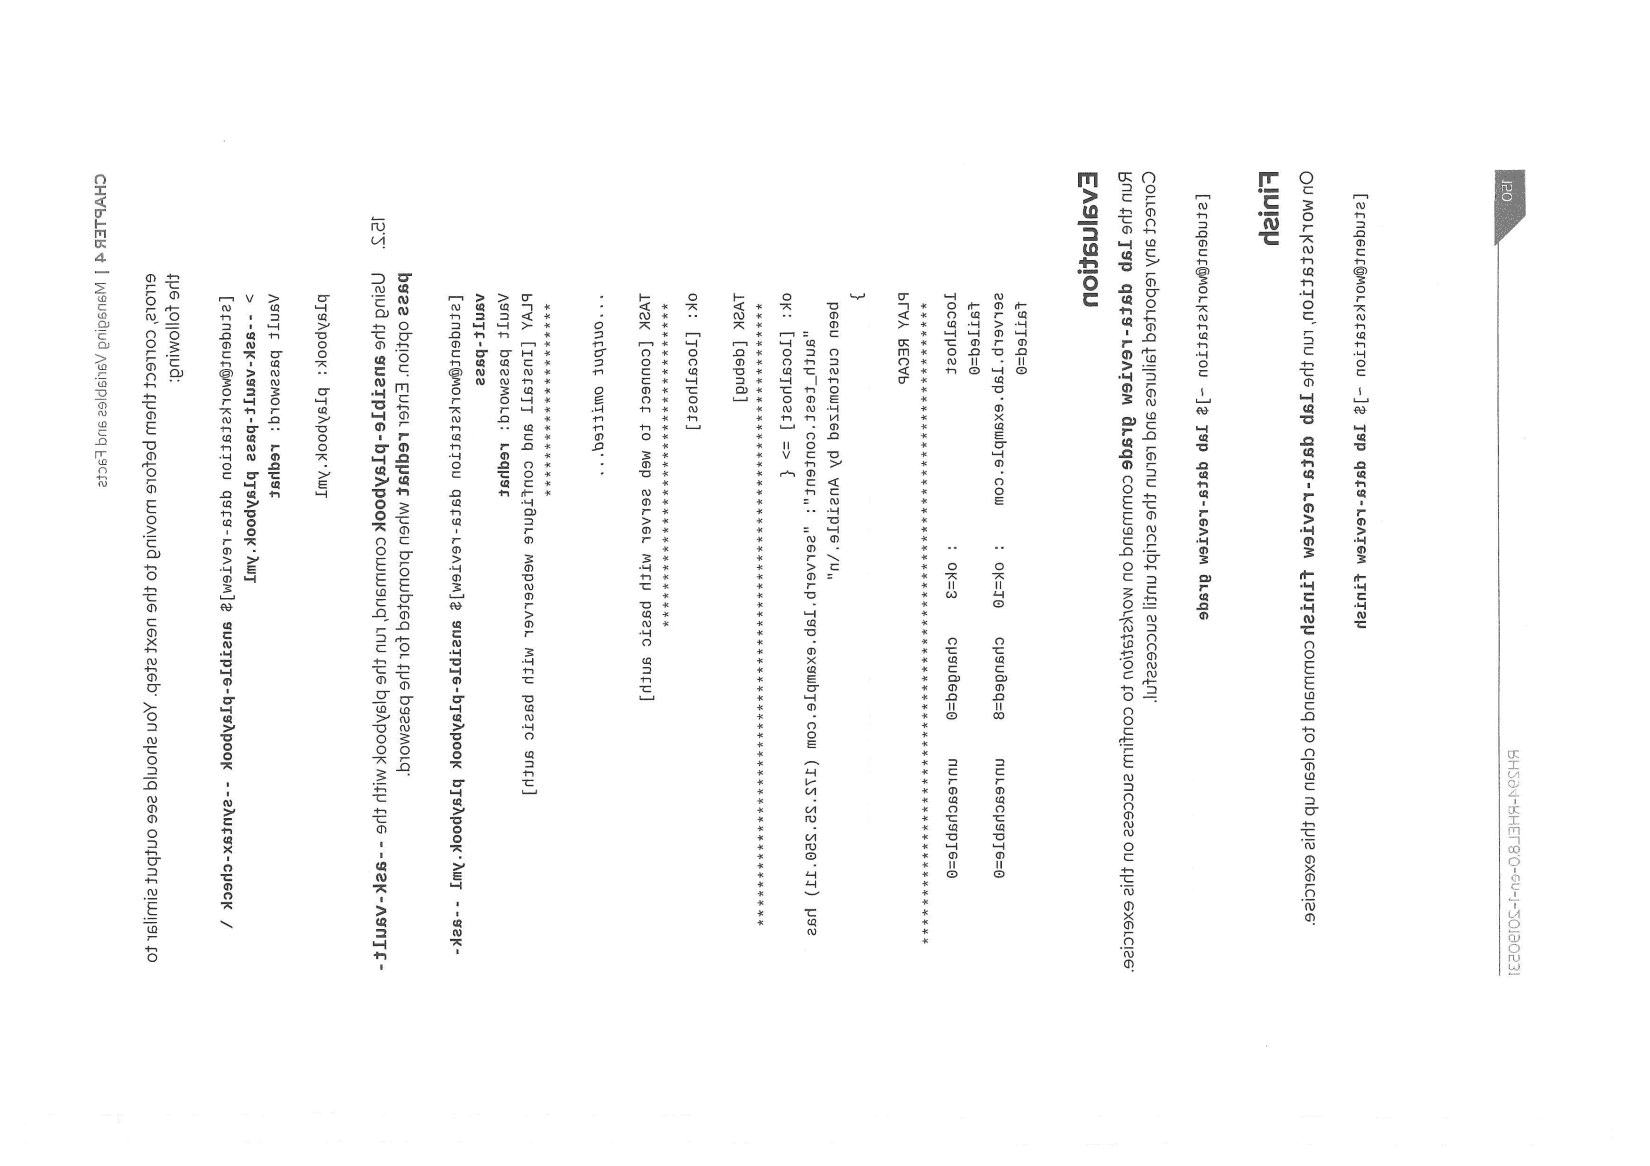 CHAPTER 4 | Managing Variables and Facts
errors, correct them before moving to the next step. You should see output similar to
the following:
[student@workstation data-review]$ ansible-playbook --syntax-check \
> --ask-vault-pass playbook.yml
Vault password: redhat

playbook: playbook.yml
15.2. Using the ansible-playbook command, run the playbook with the --ask-vault-
pass option. Enter redhat when prompted for the password.
[student@workstation data-review]$ ansible-playbook playbook.yml --ask-
vault-pass
Vault password: redhat
PLAY [Install and configure webserver with basic auth]
*********************
...output omitted...
TASK [connect to web server with basic auth]
***********************************
ok: [localhost]
TASK [debug]
********************************************************************
ok: [localhost] => {
"auth_test.content": "serverb.lab.example.com (172.25.250.11) has
been customized by Ansible.\n"
}
PLAY RECAP
**********************************************************************
localhost : ok=3 changed=0 unreachable=0
failed=0
serverb.lab.example.com : ok=10 changed=8 unreachable=0
failed=0
Evaluation
Run the lab data-review grade command on workstation to confirm success on this exercise.
Correct any reported failures and rerun the script until successful.
[student@workstation ~]$ lab data-review grade
Finish
On workstation, run the lab data-review finish command to clean up this exercise.
[student@workstation ~]$ lab data-review finish
150
RH294-RHEL8.0-en-1-20190531